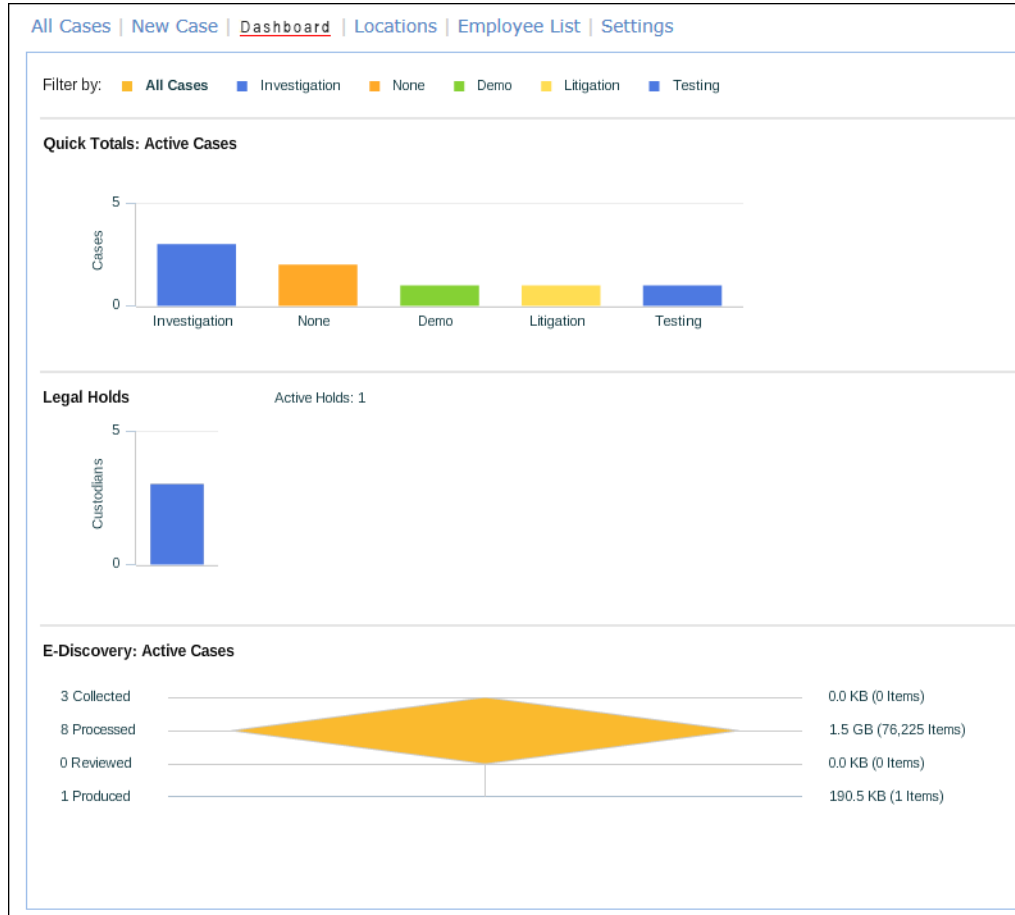 All Cases | New Case | Dashboard | Locations | Employee List | Settings
Filter by: All Cases Investigation None Demo Litigation Testing
Quick Totals: Active Cases
5
Cases
0
Investigation None Demo Litigation Testing
Legal Holds Active Holds: 1
5
Custodians
0
E-Discovery: Active Cases
3 Collected 0.0 KB (0 Items)
8 Processed 1.5 GB (76,225 Items)
0 Reviewed 0.0 KB (0 Items)
1 Produced 190.5 KB (1 Items)